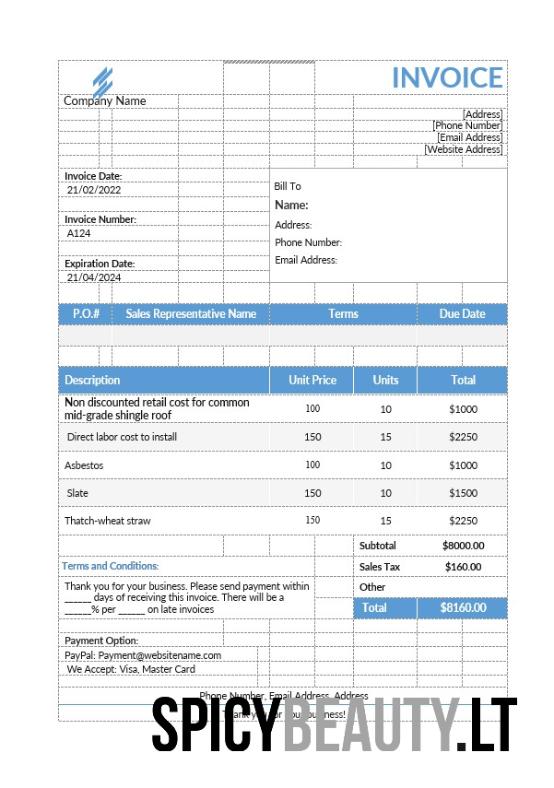 INVOICE
Company Name
[Address]
[Phone Number]
[Email Address]
[Website Address]
Invoice Date:
21/02/2022
Invoice Number:
A124
Expiration Date:
21/04/2024
Bill To
Name:
Address:
Phone Number:
Email Address:
P.O.# Sales Representative Name Terms Due Date
Description Unit Price Units Total
Non discounted retail cost for common
mid-grade shingle roof 100 10 $1000
Direct labor cost to install 150 15 $2250
Asbestos 100 10 $1000
Slate 150 10 $1500
Thatch-wheat straw 150 15 $2250
Subtotal $8000.00
Sales Tax $160.00
Other
Total $8160.00
Terms and Conditions:
Thank you for your business. Please send payment within
______ days of receiving this invoice. There will be a
______% per ______ on late invoices
Payment Option:
PayPal: Payment@websitename.com
We Accept: Visa, Master Card
Phone Number, Email Address, Address
Thank you for your business!
SPICYBEAUTY.LT